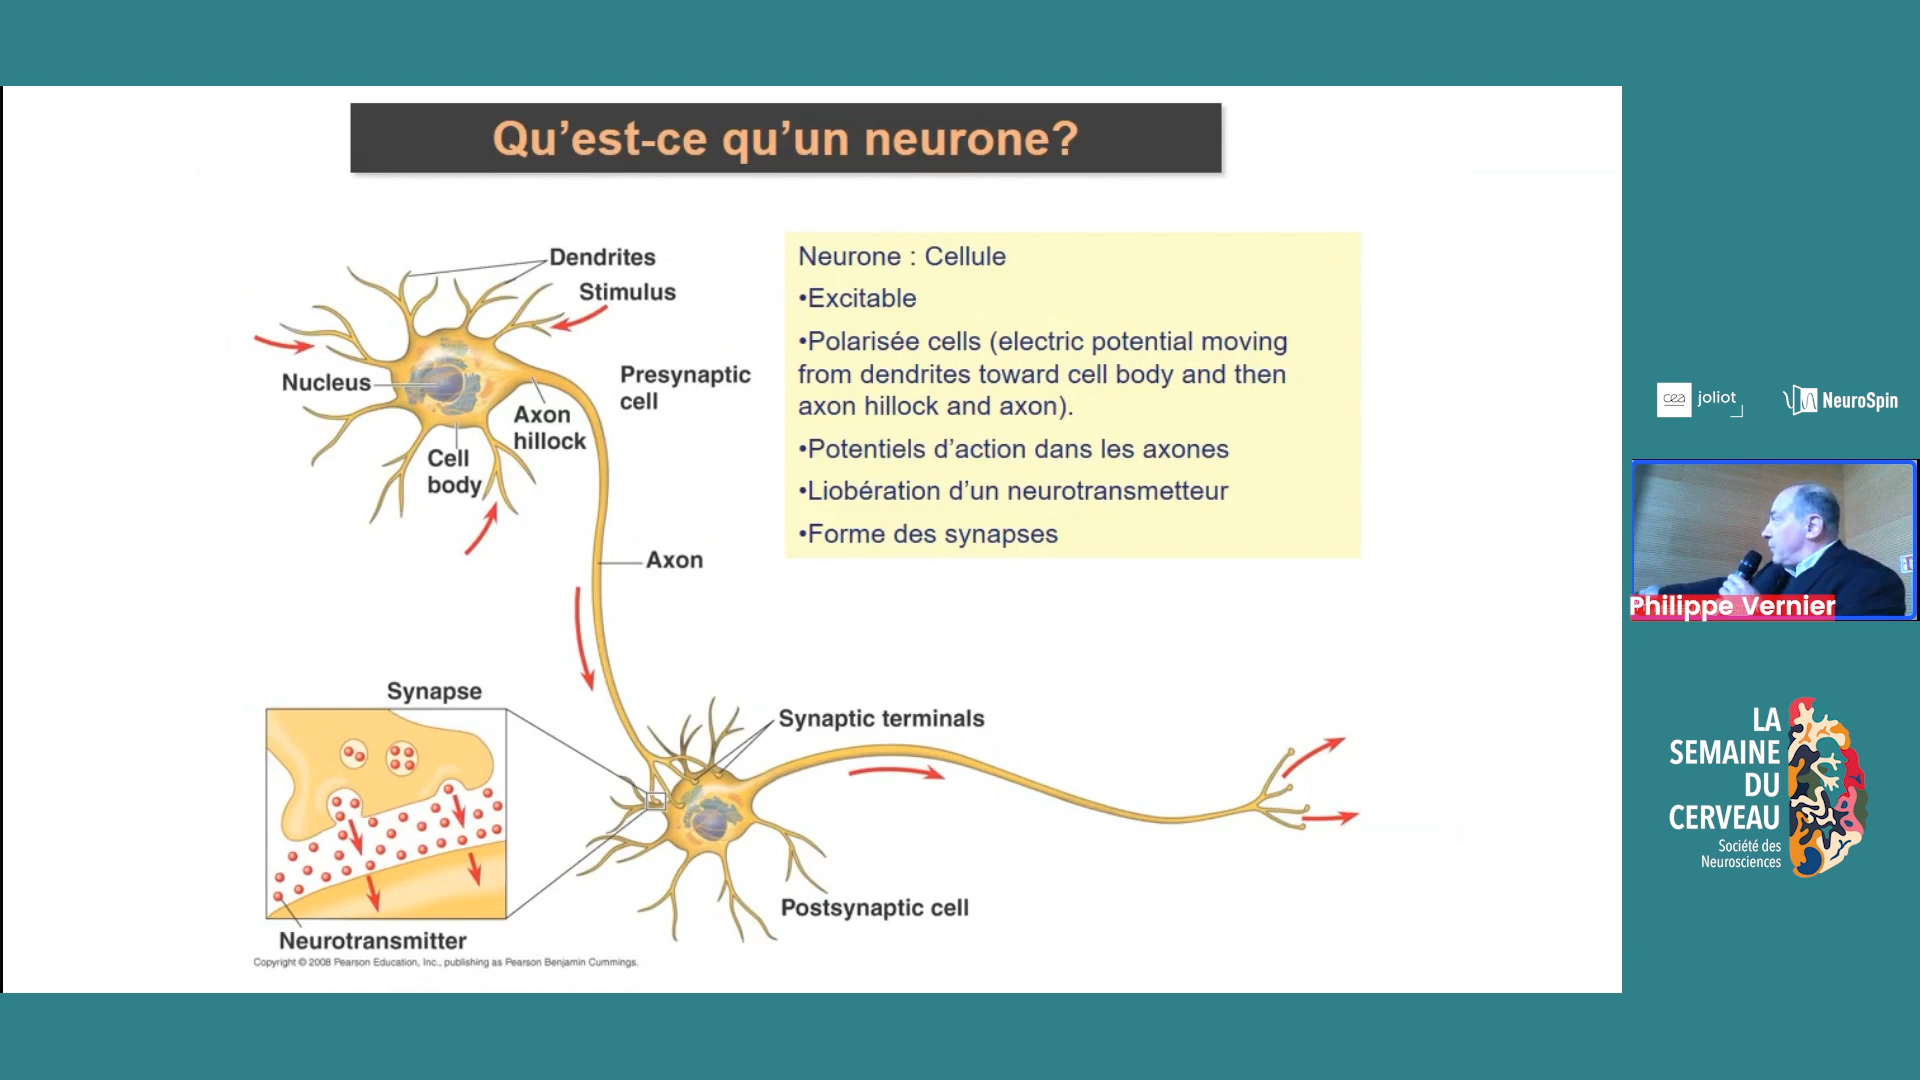 Qu’est-ce qu’un neurone?
Dendrites
Stimulus
Nucleus
Presynaptic
cell
Axon
hillock
Cell
body
Axon
Neurone : Cellule
•Excitable
•Polarisée cells (electric potential moving
from dendrites toward cell body and then
axon hillock and axon).
•Potentiels d’action dans les axones
•Liobération d’un neurotransmetteur
•Forme des synapses
Synapse
Synaptic terminals
Postsynaptic cell
Neurotransmitter
Copyright © 2008 Pearson Education, Inc., publishing as Pearson Benjamin Cummings.
cea joliot
NeuroSpin
Philippe Vernier
LA
SEMAINE
DU
CERVEAU
Société des
Neurosciences